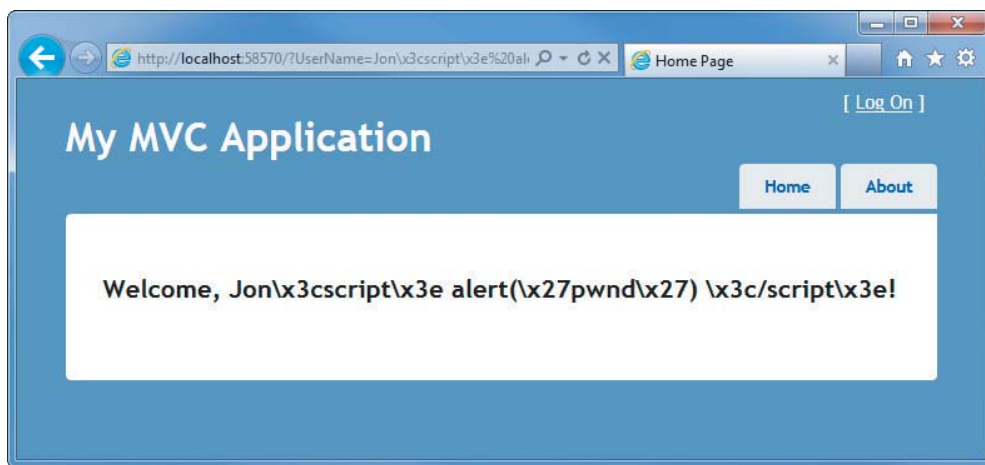 http://localhost:58570/?UserName=Jon\x3cscript\x3e%20al
Home Page
[ Log On ]
My MVC Application
Home
About
Welcome, Jon\x3cscript\x3e alert(\x27pwnd\x27) \x3c/script\x3e!